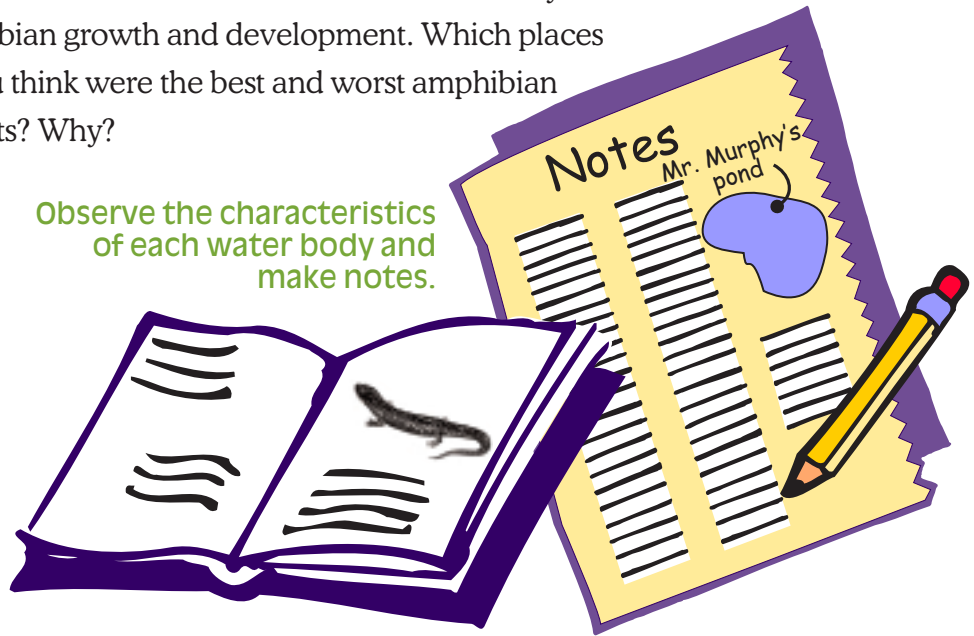 bian growth and development. Which places
u think were the best and worst amphibian
ts? Why?
Observe the characteristics
of each water body and
make notes.
Notes
Mr. Murphy's
pond